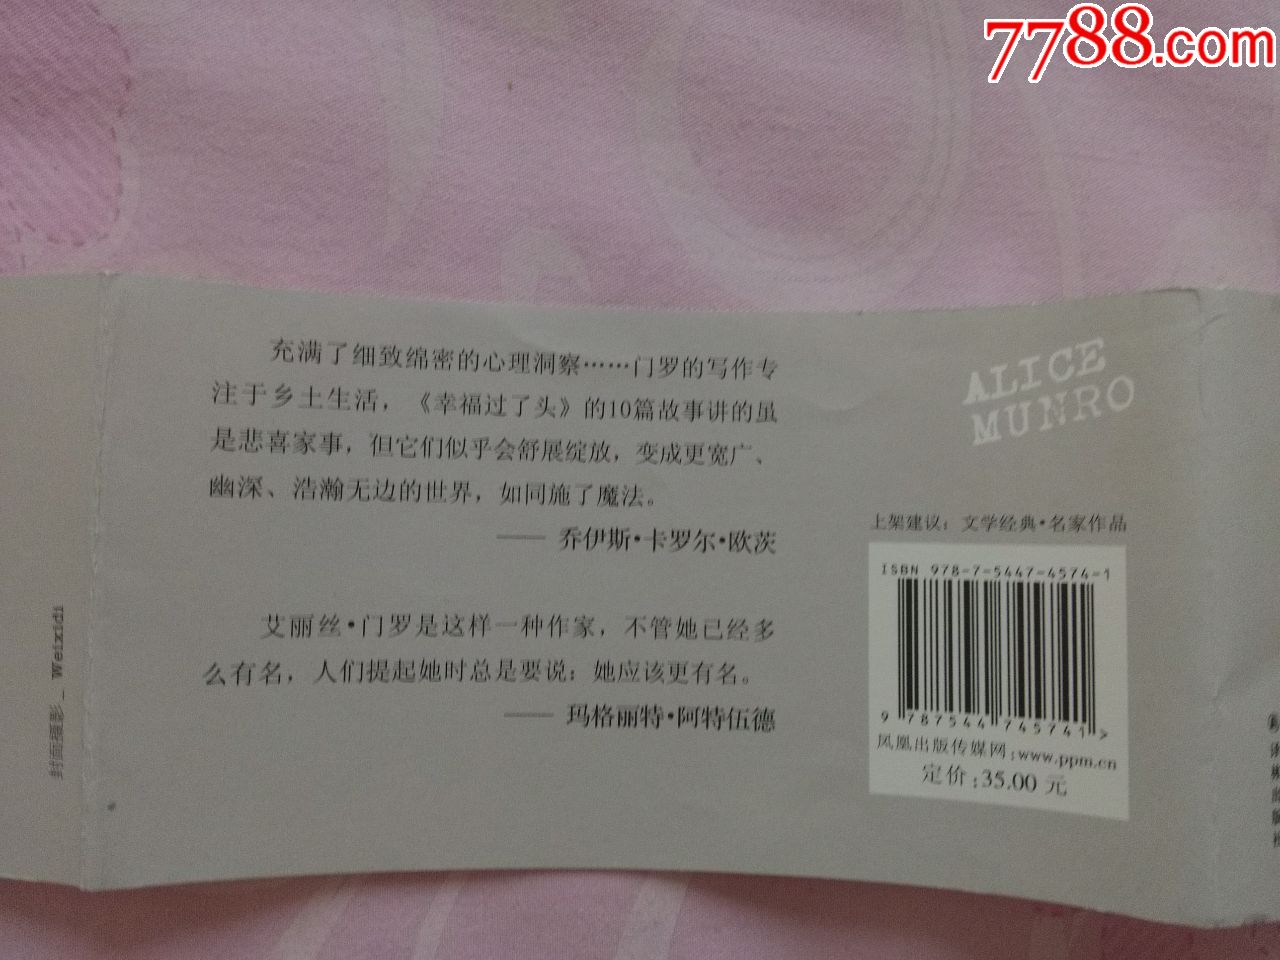 7788.com
充满了细致绵密的心理洞察……门罗的写作专
注于乡土生活，《幸福过了头》的10篇故事讲的虽
是悲喜家事，但它们似乎会舒展绽放，变成更宽广、
幽深、浩瀚无边的世界，如同施了魔法。
—— 乔伊斯·卡罗尔·欧茨
艾丽丝·门罗是这样一种作家，不管她已经多
么有名，人们提起她时总是要说：她应该更有名。
—— 玛格丽特·阿特伍德
ALICE
MUNRO
上架建议：文学经典·名家作品
ISBN 978-7-5447-4574-1
9 787544 745741 >
凤凰出版传媒网：www.ppm.cn
定价：35.00 元
封面摄影_ Weixidi